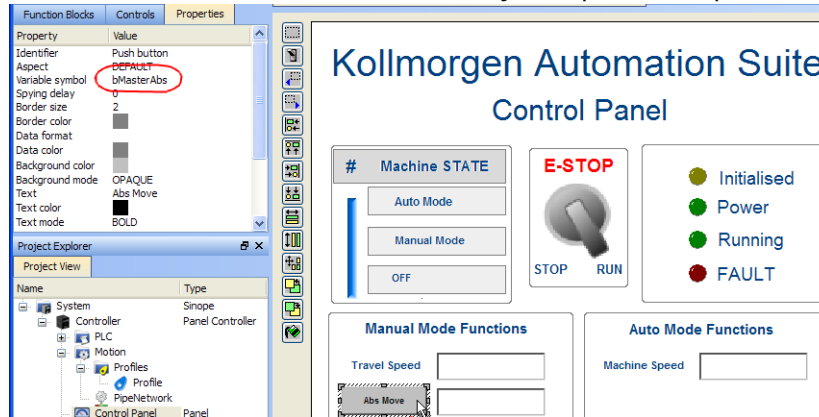 Function Blocks Controls Properties
Property Value
Identifier Push button
Aspect DEFAULT
Variable symbol bMasterAbs
Spying delay 0
Border size 2
Border color
Data format
Data color
Background color
Background mode OPAQUE
Text Abs Move
Text color
Text mode BOLD
Project Explorer
Project View
Name Type
System Sinope
Controller Panel Controller
PLC
Motion
Profiles
Profile
PipeNetwork
Control Panel Panel
Kollmorgen Automation Suite
Control Panel
# Machine STATE
Auto Mode
Manual Mode
OFF
E-STOP
STOP RUN
Initialised
Power
Running
FAULT
Manual Mode Functions
Travel Speed
Abs Move
Auto Mode Functions
Machine Speed